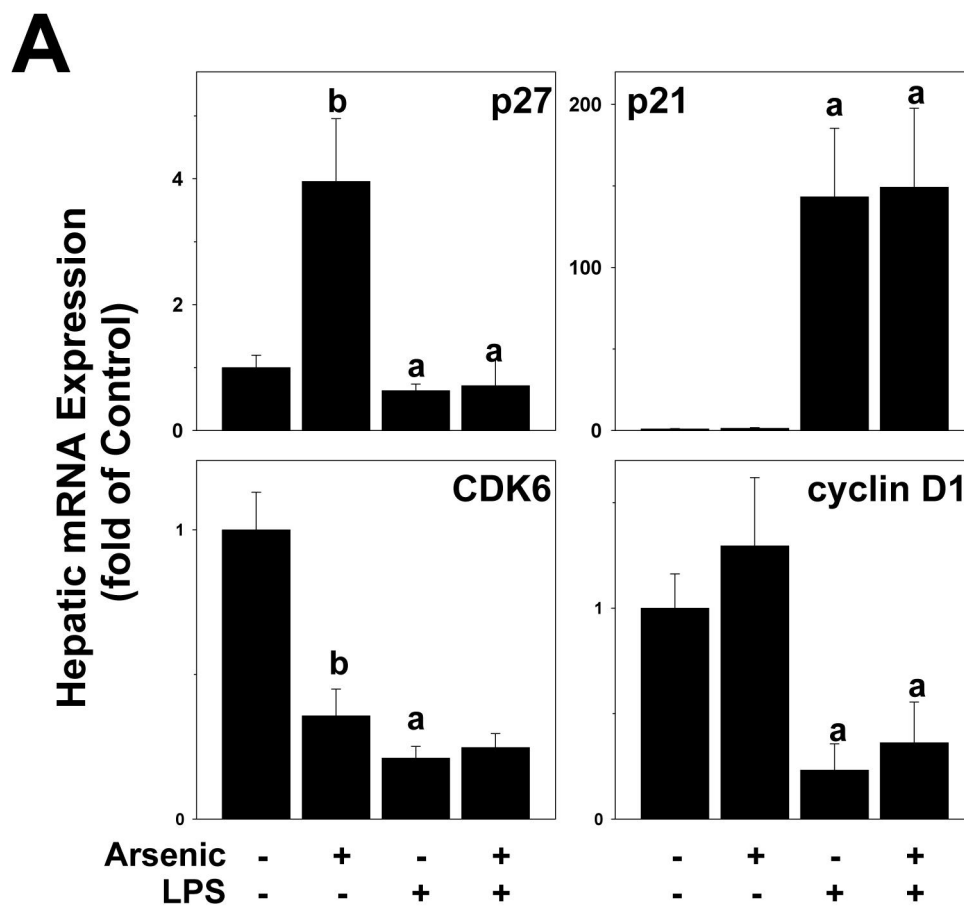 A
Hepatic mRNA Expression
(fold of Control)
p27
b
a
a
4
2
0
p21
a
a
200
100
0
CDK6
b
a
1
0
cyclin D1
a
a
1
0
Arsenic - + - + - + - +
LPS - - + + - - + +